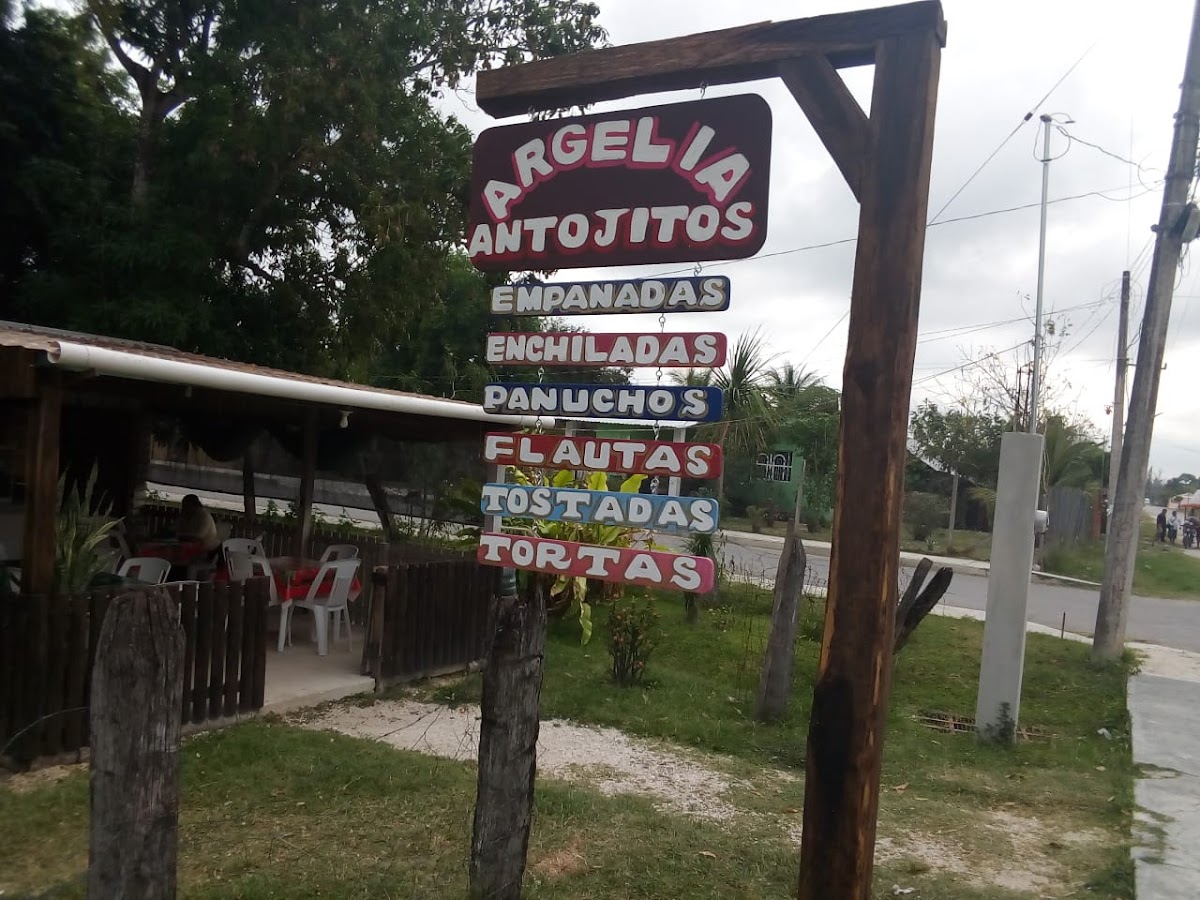 ARGELIA
ANTOJITOS
EMPANADAS
ENCHILADAS
PANUCHOS
FLAUTAS
TOSTADAS
TORTAS